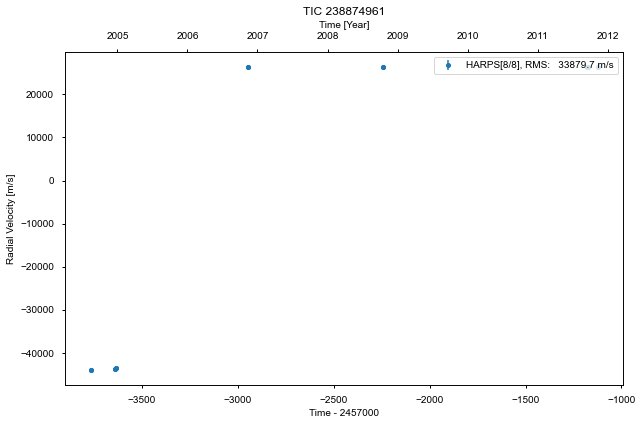 TIC 238874961
Time [Year]
2005 2006 2007 2008 2009 2010 2011 2012
HARPS[8/8], RMS: 33879.7 m/s
20000
10000
0
−10000
−20000
−30000
−40000
Radial Velocity [m/s]
−3500 −3000 −2500 −2000 −1500 −1000
Time - 2457000